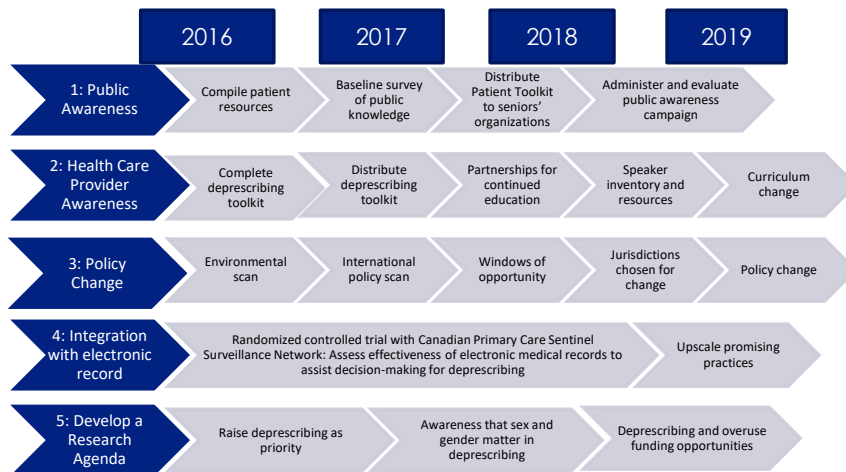 2016
2017
2018
2019
1: Public
Awareness
Compile patient
resources
Baseline survey
of public
knowledge
Distribute
Patient Toolkit
to seniors’
organizations
Administer and evaluate
public awareness
campaign
2: Health Care
Provider
Awareness
Complete
deprescribing
toolkit
Distribute
deprescribing
toolkit
Partnerships for
continued
education
Speaker
inventory and
resources
Curriculum
change
3: Policy
Change
Environmental
scan
International
policy scan
Windows of
opportunity
Jurisdictions
chosen for
change
Policy change
4: Integration
with electronic
record
Randomized controlled trial with Canadian Primary Care Sentinel
Surveillance Network: Assess effectiveness of electronic medical records to
assist decision-making for deprescribing
Upscale promising
practices
5: Develop a
Research
Agenda
Raise deprescribing as
priority
Awareness that sex and
gender matter in
deprescribing
Deprescribing and overuse
funding opportunities